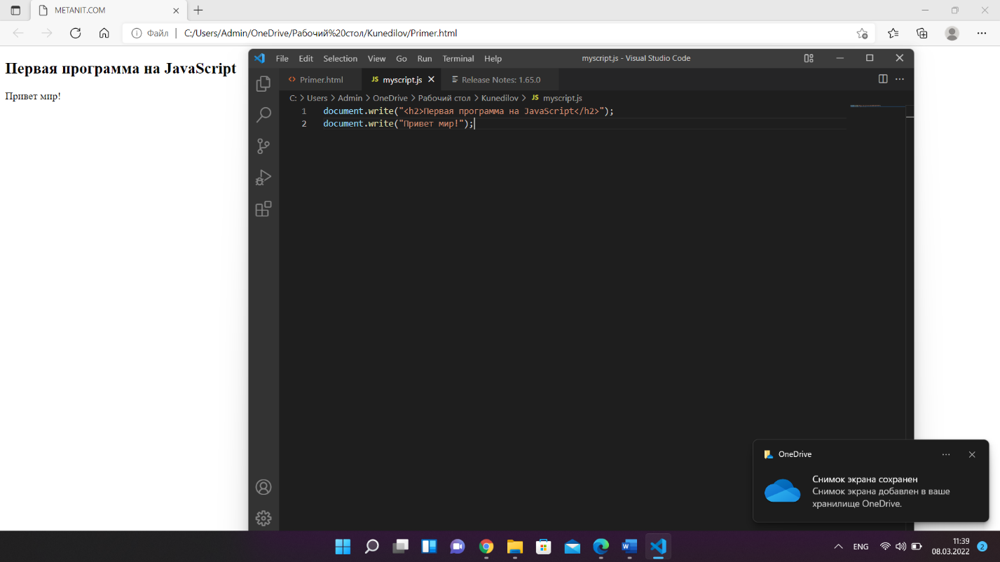 METANIT.COM
Файл
C:/Users/Admin/OneDrive/Рабочий%20стол/Kunedilov/Primer.html
Первая программа на JavaScript
Привет мир!
File Edit Selection View Go Run Terminal Help
myscript.js - Visual Studio Code
Primer.html
JS myscript.js
Release Notes: 1.65.0
C: > Users > Admin > OneDrive > Рабочий стол > Kunedilov > JS myscript.js
1 document.write("<h2>Первая программа на JavaScript</h2>");
2 document.write("Привет мир!");
OneDrive
Снимок экрана сохранен
Снимок экрана добавлен в ваше
хранилище OneDrive.
W
ENG
11:39
08.03.2022
2